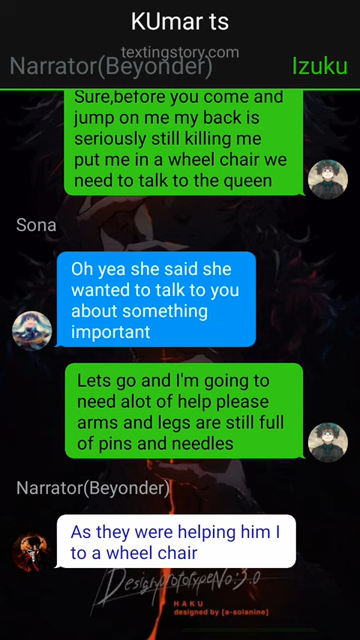 KUmar ts
textingstory.com
Narrator(Beyonder)
Izuku
Sure,before you come and
jump on me my back is
seriously still killing me
put me in a wheel chair we
need to talk to the queen
Sona
Oh yea she said she
wanted to talk to you
about something
important
Lets go and I'm going to
need alot of help please
arms and legs are still full
of pins and needles
Narrator(Beyonder)
As they were helping him I
to a wheel chair
HAKU
designed by [a-solanine]